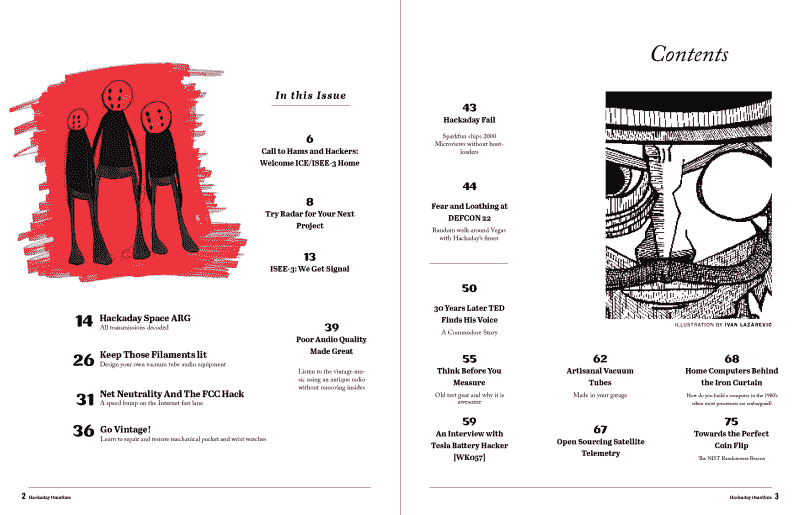 In this Issue
6
Call to Hams and Hackers:
Welcome ICE/ISEE-3 Home
8
Try Radar for Your Next
Project
13
ISEE-3: We Get Signal
14 Hackaday Space ARG
All transmissions decoded
26 Keep Those Filaments lit
Design your own vacuum tube audio equipment
31 Net Neutrality And The FCC Hack
A speed bump on the Internet fast lane
36 Go Vintage!
Learn to repair and restore mechanical pocket and wrist watches
39
Poor Audio Quality
Made Great
Listen to the vintage mu-
sic using an antique radio
without removing insides
2 Hackaday Omnibus
Contents
43
Hackaday Fail
Sparkfun ships 2000
Microviews without boot-
loaders
44
Fear and Loathing at
DEFCON 22
Random walk around Vegas
with Hackaday's finest
50
30 Years Later TED
Finds His Voice
A Commodore Story
ILLUSTRATION BY IVAN LAZAREVIC
55
Think Before You
Measure
Old test gear and why it is
awesome
59
An Interview with
Tesla Battery Hacker
[WK057]
62
Artisanal Vacuum
Tubes
Made in your garage
67
Open Sourcing Satellite
Telemetry
68
Home Computers Behind
the Iron Curtain
How do you build a computer in the 1980's
when most processors are embargoed?
75
Towards the Perfect
Coin Flip
The NIST Randomness Beacon
Hackaday Omnibus 3